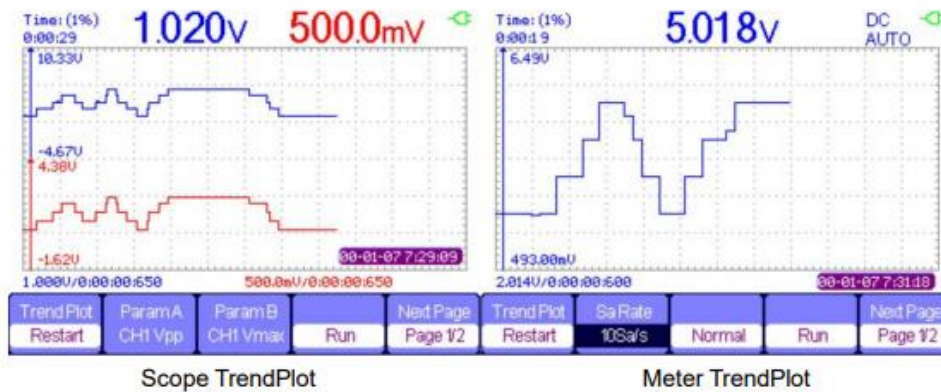 Time:(1%)
0:00:29
1.020V
500.0mV
10.33V
-4.67V
4.38V
-1.62V
00-01-07 7:29:09
1.000V/0:00:00:650
500.0mV/0:00:00:650
Trend Plot
Restart
Param A
CH1 Vpp
Param B
CH1 Vmax
Run
Next Page
Page 1/2
Scope TrendPlot
Time:(1%)
0:00:19
5.018V
DC
AUTO
6.49V
493.00mV
2.014V/0:00:00:600
00-01-07 7:31:18
Trend Plot
Restart
Sa Rate
10Sa/s
Normal
Run
Next Page
Page 1/2
Meter TrendPlot